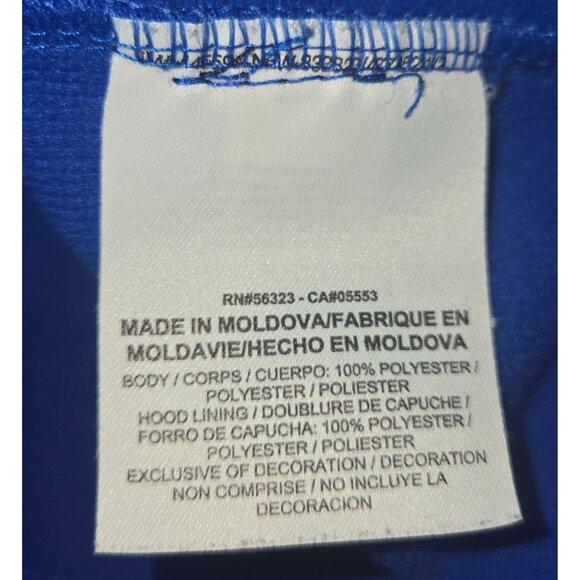 RN#56323 - CA#05553
MADE IN MOLDOVA/FABRIQUE EN
MOLDAVIE/HECHO EN MOLDOVA
BODY / CORPS / CUERPO: 100% POLYESTER /
POLYESTER / POLIESTER
HOOD LINING / DOUBLURE DE CAPUCHE /
FORRO DE CAPUCHA: 100% POLYESTER /
POLYESTER / POLIESTER
EXCLUSIVE OF DECORATION / DECORATION
NON COMPRISE / NO INCLUYE LA
DECORACION